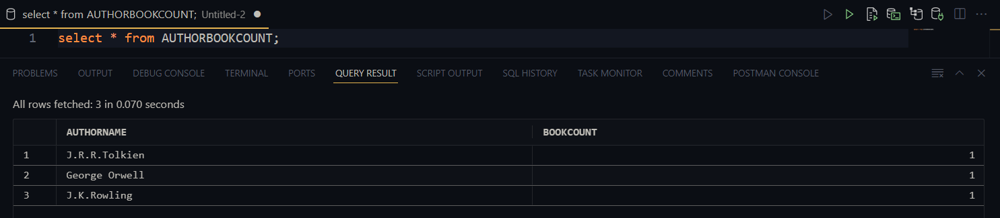 select * from AUTHORBOOKCOUNT; Untitled-2
1 select * from AUTHORBOOKCOUNT;
PROBLEMS OUTPUT DEBUG CONSOLE TERMINAL PORTS QUERY RESULT SCRIPT OUTPUT SQL HISTORY TASK MONITOR COMMENTS POSTMAN CONSOLE
All rows fetched: 3 in 0.070 seconds
AUTHORNAME BOOKCOUNT
1 J.R.R.Tolkien 1
2 George Orwell 1
3 J.K.Rowling 1